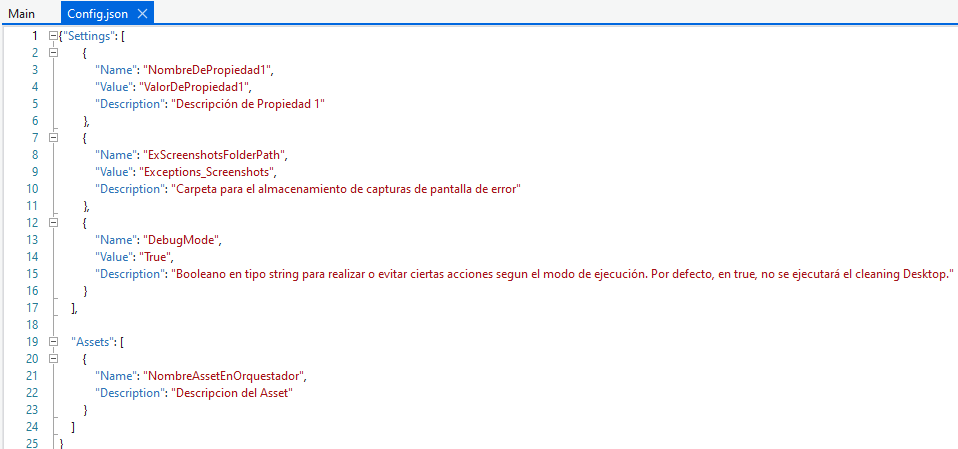 Main Config.json
1 {"Settings": [
2 {
3 "Name": "NombreDePropiedad1",
4 "Value": "ValorDePropiedad1",
5 "Description": "Descripción de Propiedad 1"
6 },
7 {
8 "Name": "ExScreenshotsFolderPath",
9 "Value": "Exceptions_Screenshots",
10 "Description": "Carpeta para el almacenamiento de capturas de pantalla de error"
11 },
12 {
13 "Name": "DebugMode",
14 "Value": "True",
15 "Description": "Booleano en tipo string para realizar o evitar ciertas acciones segun el modo de ejecución. Por defecto, en true, no se ejecutará el cleaning Desktop."
16 }
17 ],
18
19 "Assets": [
20 {
21 "Name": "NombreAssetEnOrquestador",
22 "Description": "Descripcion del Asset"
23 }
24 ]
25 }